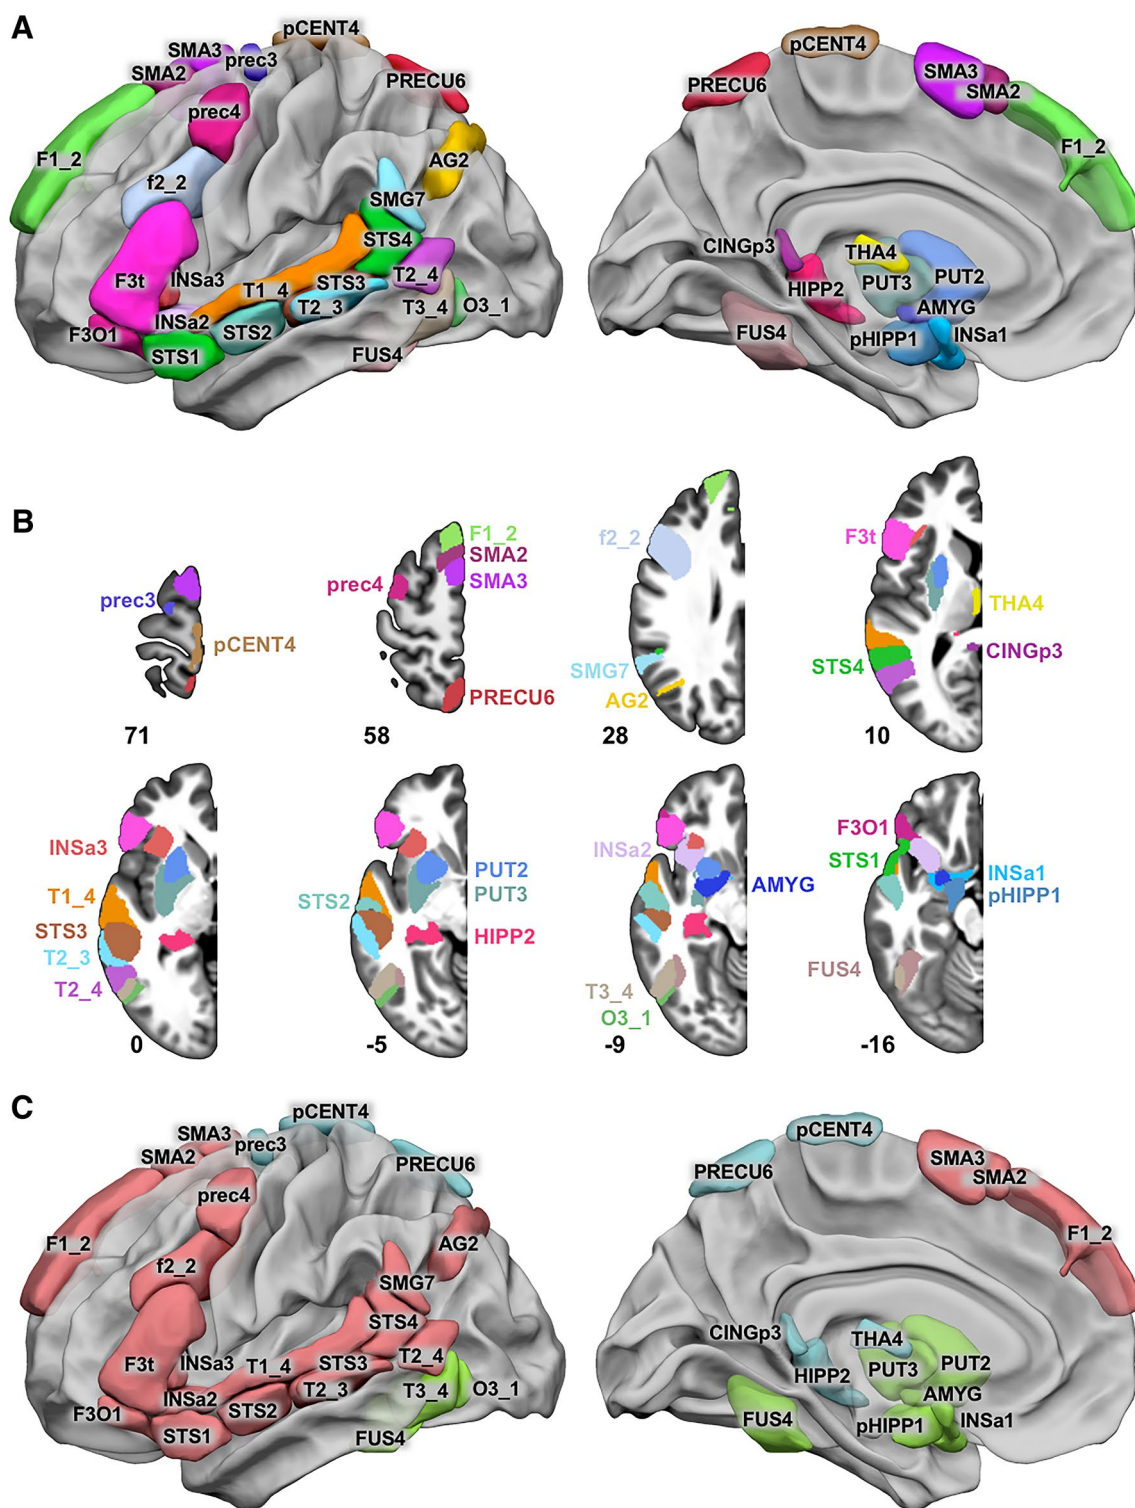 A
pCENT4
SMA3
prec3
SMA2
PRECU6
prec4
F1_2
AG2
f2_2
SMG7
STS4
F3t
INSa3
T2_4
STS3
T1_4
T2_3
T3_4
O3_1
INSa2
F3O1
STS2
STS1
FUS4
pCENT4
SMA3
PRECU6
SMA2
F1_2
CINGp3
THA4
PUT2
PUT3
HIPP2
AMYG
FUS4
pHIPP1
INSa1
B
prec3
pCENT4
71
F1_2
SMA2
SMA3
prec4
PRECU6
58
f2_2
SMG7
AG2
28
F3t
THA4
CINGp3
STS4
10
INSa3
T1_4
STS3
T2_3
T2_4
0
PUT2
PUT3
STS2
HIPP2
-5
INSa2
AMYG
T3_4
O3_1
-9
F3O1
STS1
INSa1
pHIPP1
FUS4
-16
C
pCENT4
SMA3
prec3
SMA2
PRECU6
prec4
F1_2
AG2
f2_2
SMG7
STS4
F3t
INSa3
T1_4
STS3
T2_4
T2_3
T3_4
O3_1
INSa2
F3O1
STS2
STS1
FUS4
pCENT4
SMA3
PRECU6
SMA2
F1_2
CINGp3
THA4
PUT2
PUT3
HIPP2
AMYG
FUS4
pHIPP1
INSa1